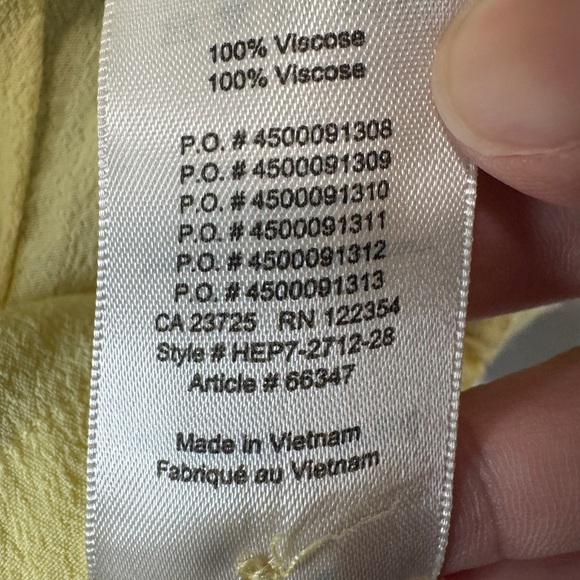 100% Viscose
100% Viscose
P.O. # 4500091308
P.O. # 4500091309
P.O. # 4500091310
P.O. # 4500091311
P.O. # 4500091312
P.O. # 4500091313
CA 23725 RN 122354
Style # HEP7-2712-28
Article # 66347
Made in Vietnam
Fabriqué au Vietnam